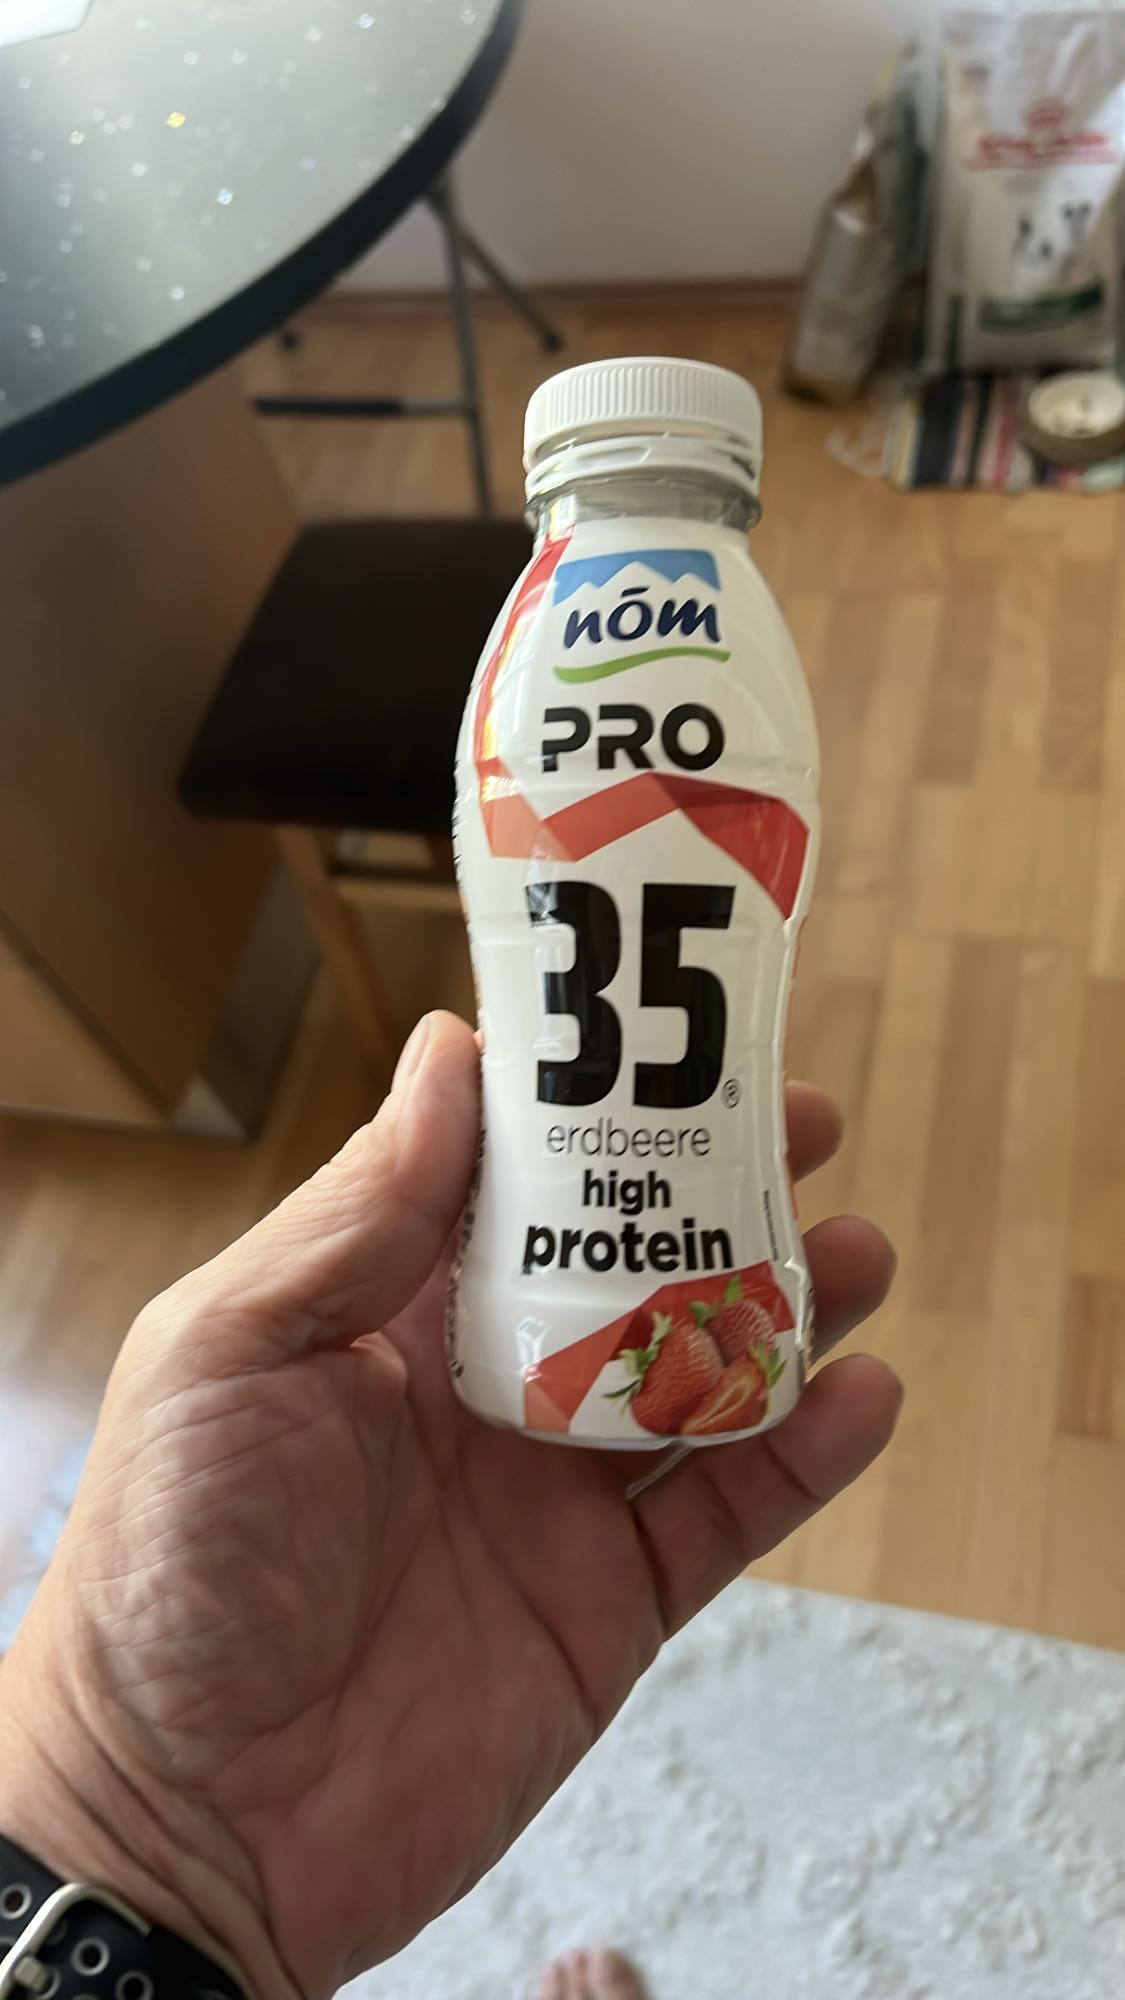 nōm
PRO
35®
erdbeere
high
protein